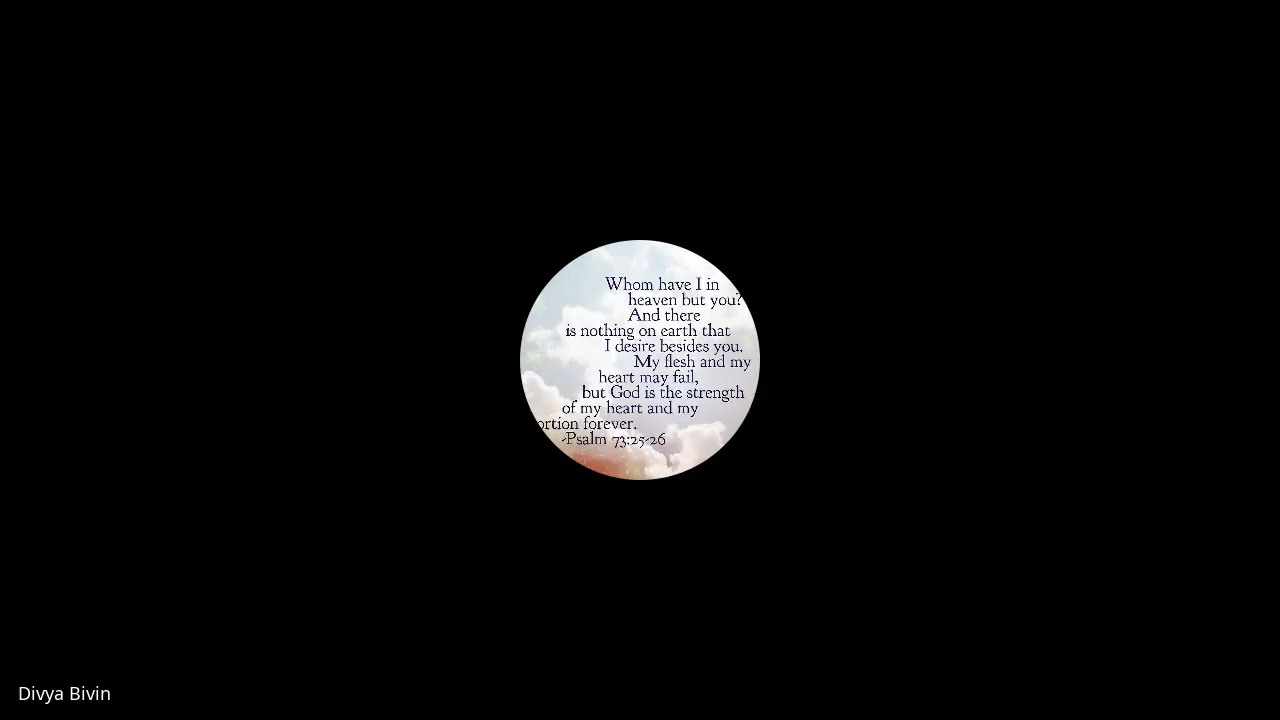 Whom have I in
heaven but you?
And there
is nothing on earth that
I desire besides you.
My flesh and my
heart may fail,
but God is the strength
of my heart and my
ortion forever.
-Psalm 73:25-26
Divya Bivin